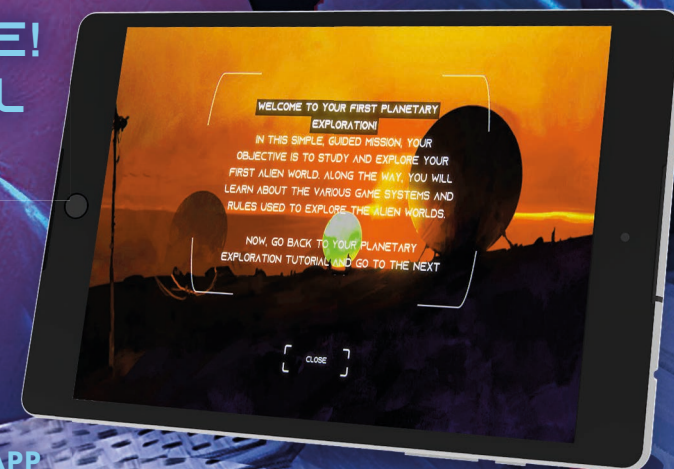 E!
L
WELCOME TO YOUR FIRST PLANETARY
EXPLORATION!
IN THIS SIMPLE, GUIDED MISSION, YOUR
OBJECTIVE IS TO STUDY AND EXPLORE YOUR
FIRST ALIEN WORLD. ALONG THE WAY, YOU WILL
LEARN ABOUT THE VARIOUS GAME SYSTEMS AND
RULES USED TO EXPLORE THE ALIEN WORLDS.
NOW, GO BACK TO YOUR PLANETARY
EXPLORATION TUTORIAL AND GO TO THE NEXT
CLOSE
APP